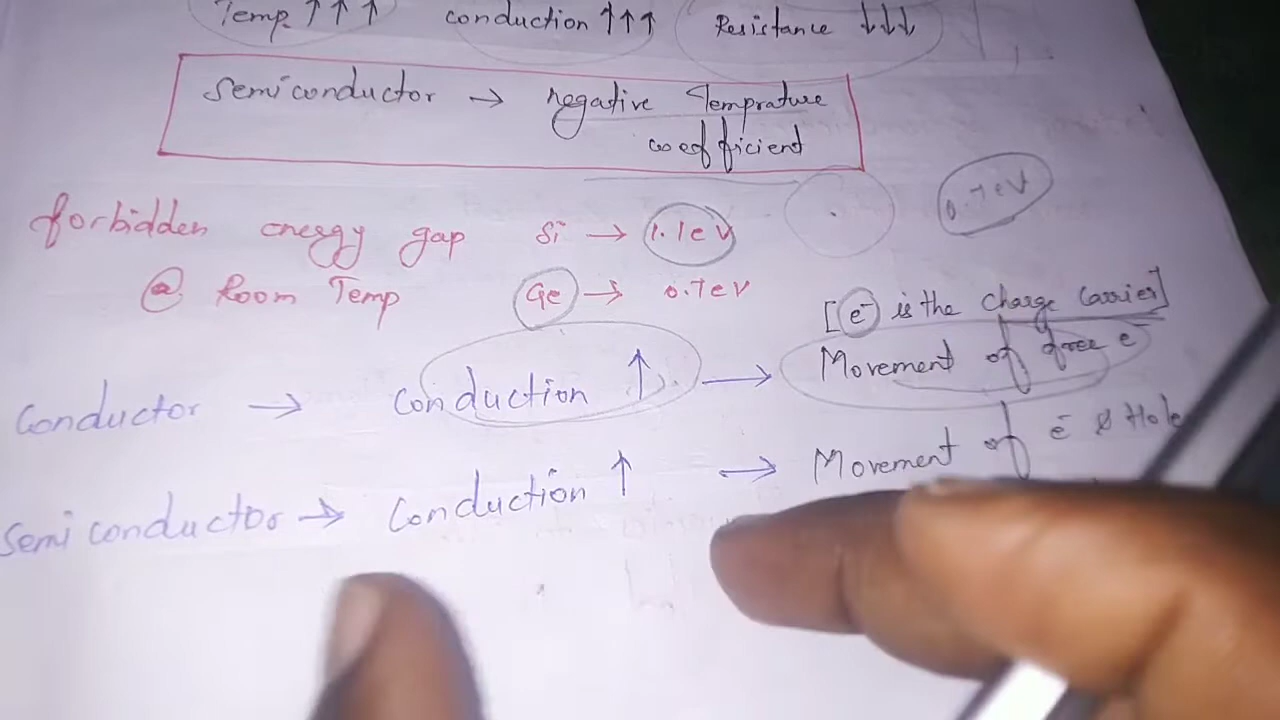 Temp. ↑ ↑ ↑ conduction ↑↑↑ Resistance ↓↓↓
Semiconductor → negative Temprature
coefficient
forbidden energy gap Si → 1.1eV 0.7eV
@ Room Temp Ge → 0.7eV
[e⁻ is the charge Carrier]
Conductor → Conduction ↑ → Movement of free e⁻
Semiconductor → Conduction ↑ → Movement of e⁻ & Hole